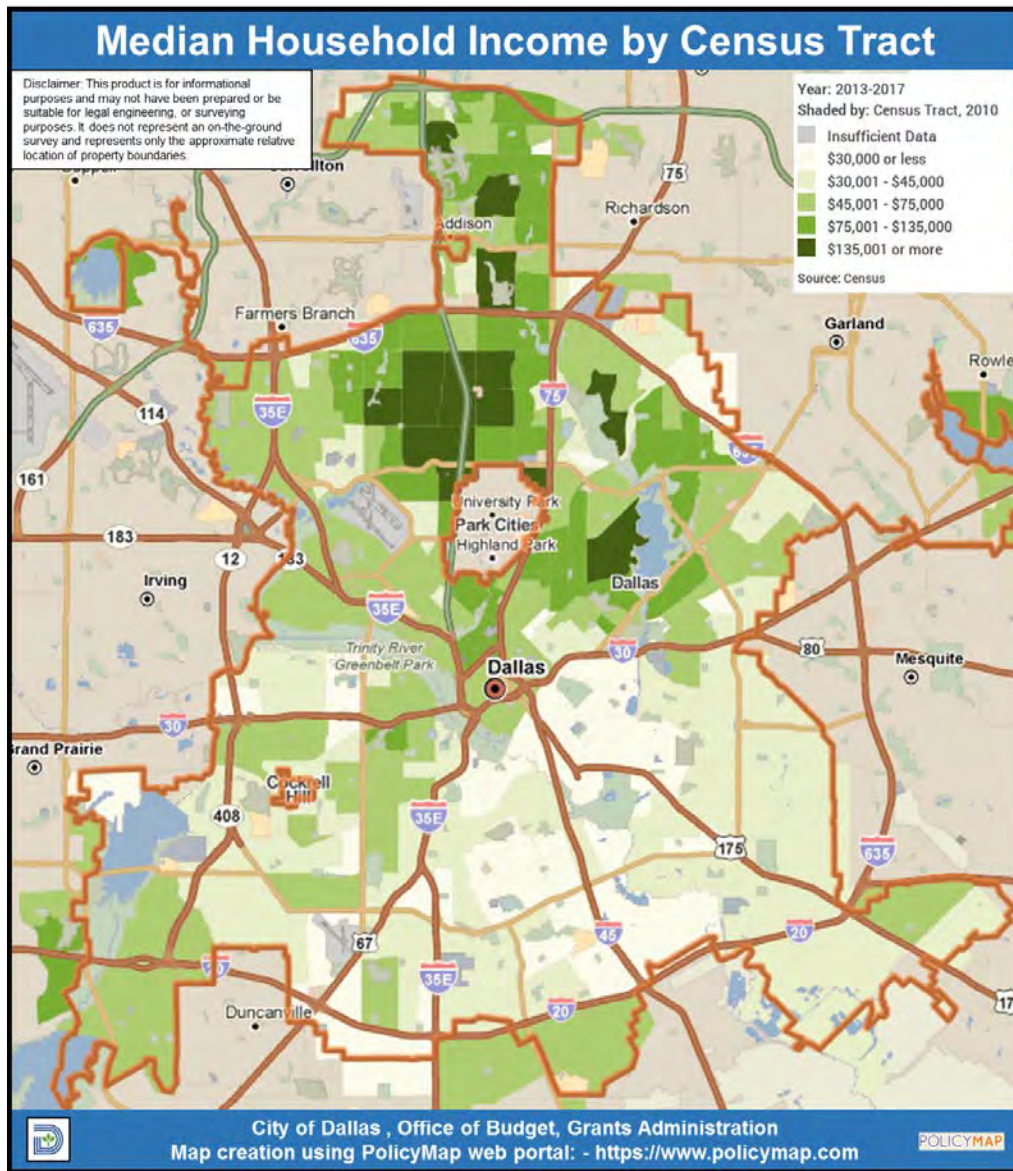 Median Household Income by Census Tract
Disclaimer: This product is for informational
purposes and may not have been prepared or be
suitable for legal engineering, or surveying
purposes. It does not represent an on-the-ground
survey and represents only the approximate relative
location of property boundaries.
Year: 2013-2017
Shaded by: Census Tract, 2010
Insufficient Data
$30,000 or less
$30,001 - $45,000
$45,001 - $75,000
$75,001 - $135,000
$135,001 or more
Source: Census
75
Richardson
Addison
635
Farmers Branch
635
Garland
Rowle
35E
75
114
635
161
University Park
Park Cities
Highland Park
183
12
Irving
Dallas
35E
Trinity River
Greenbelt Park
30
80
Dallas
Mesquite
30
Grand Prairie
Cockrell
Hill
408
35E
175
635
67
45
20
35E
20
Duncanville
17
City of Dallas , Office of Budget, Grants Administration
Map creation using PolicyMap web portal: - https://www.policymap.com
POLICYMAP